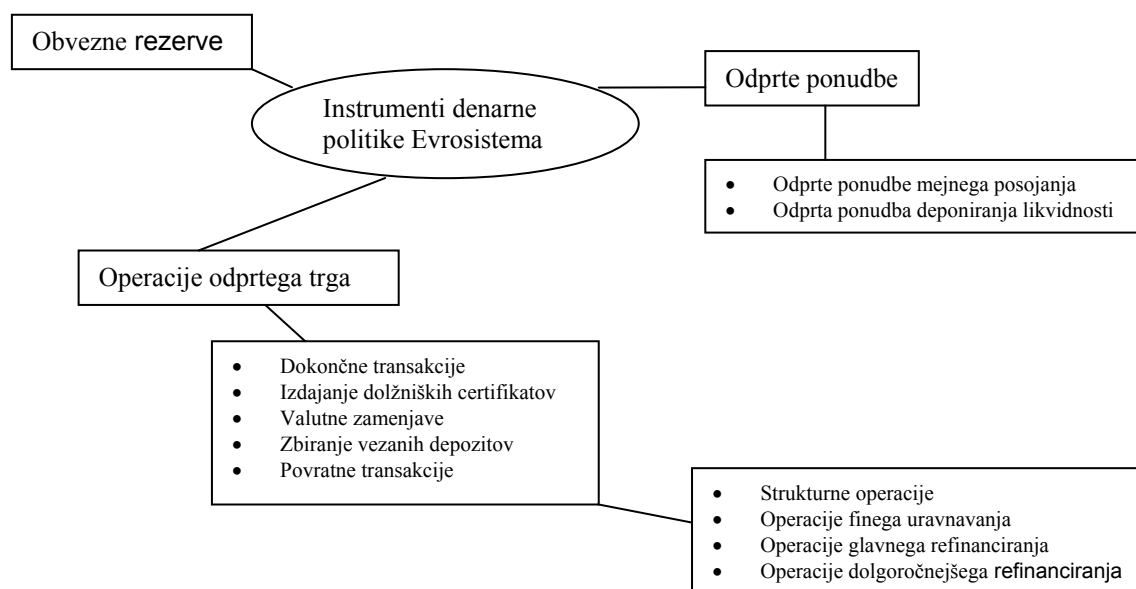 Obvezne rezerve
Instrumenti denarne
politike Evrosistema
Odprte ponudbe
• Odprte ponudbe mejnega posojanja
• Odprta ponudba deponiranja likvidnosti
Operacije odprtega trga
• Dokončne transakcije
• Izdajanje dolžniških certifikatov
• Valutne zamenjave
• Zbiranje vezanih depozitov
• Povratne transakcije
• Strukturne operacije
• Operacije finega uravnavanja
• Operacije glavnega refinanciranja
• Operacije dolgoročnejšega refinanciranja